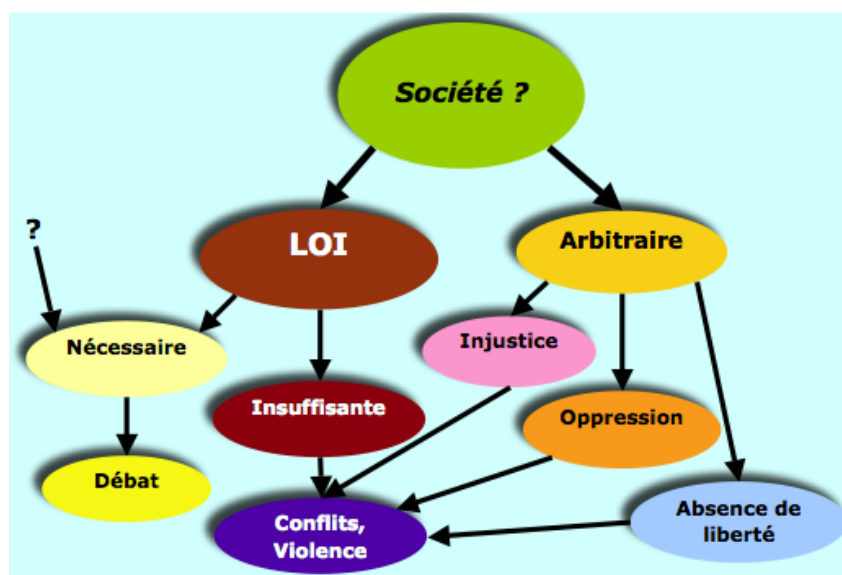 Société ?
LOI
Arbitraire
?
Nécessaire
Injustice
Insuffisante
Oppression
Débat
Conflits,
Violence
Absence de
liberté